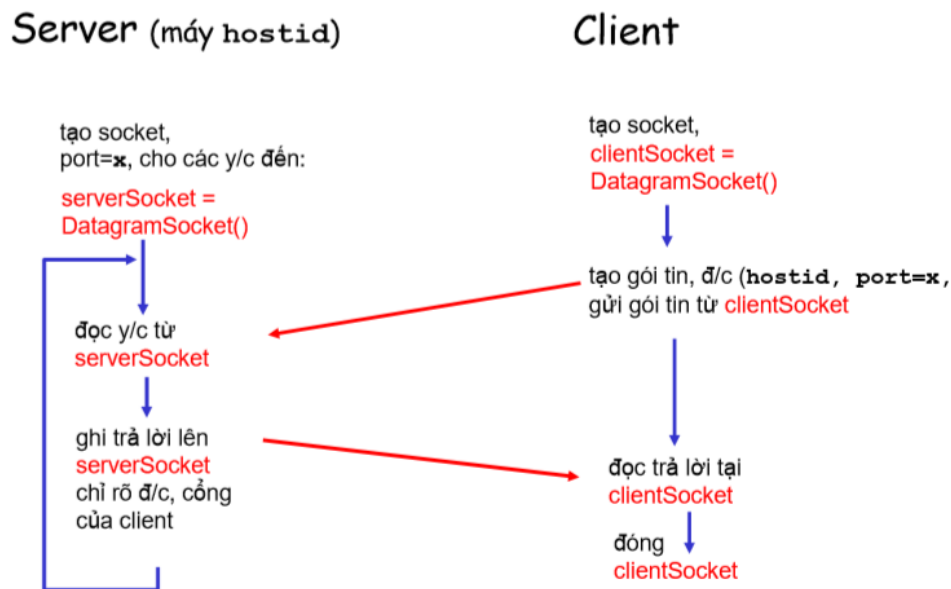 Server (máy hostid)
tạo socket,
port=x, cho các y/c đến:
serverSocket =
DatagramSocket()
đọc y/c từ
serverSocket
ghi trả lời lên
serverSocket
chỉ rõ đ/c, cổng
của client
Client
tạo socket,
clientSocket =
DatagramSocket()
tạo gói tin, đ/c (hostid, port=x,
gửi gói tin từ clientSocket
đọc trả lời tại
clientSocket
đóng
clientSocket